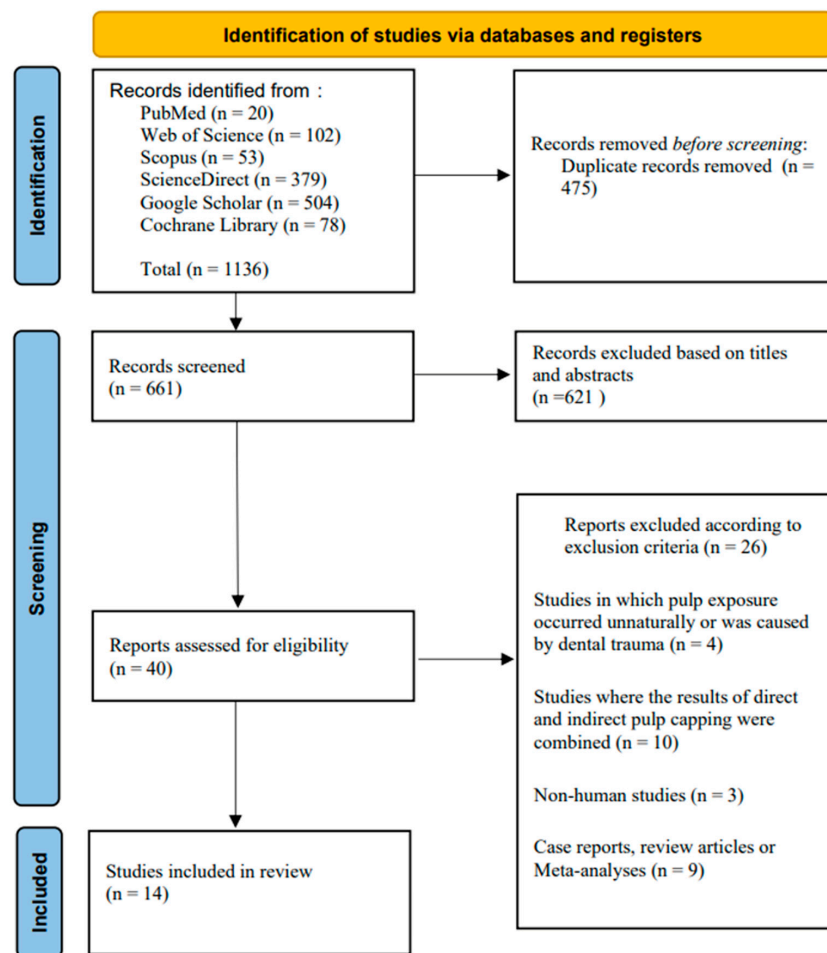 Identification of studies via databases and registers
Identification
Records identified from :
PubMed (n = 20)
Web of Science (n = 102)
Scopus (n = 53)
ScienceDirect (n = 379)
Google Scholar (n = 504)
Cochrane Library (n = 78)
Total (n = 1136)
Records removed before screening:
Duplicate records removed (n =
475)
Screening
Records screened
(n = 661)
Records excluded based on titles
and abstracts
(n =621 )
Reports assessed for eligibility
(n = 40)
Reports excluded according to
exclusion criteria (n = 26)
Studies in which pulp exposure
occurred unnaturally or was caused
by dental trauma (n = 4)
Studies where the results of direct
and indirect pulp capping were
combined (n = 10)
Non-human studies (n = 3)
Case reports, review articles or
Meta-analyses (n = 9)
Included
Studies included in review
(n = 14)